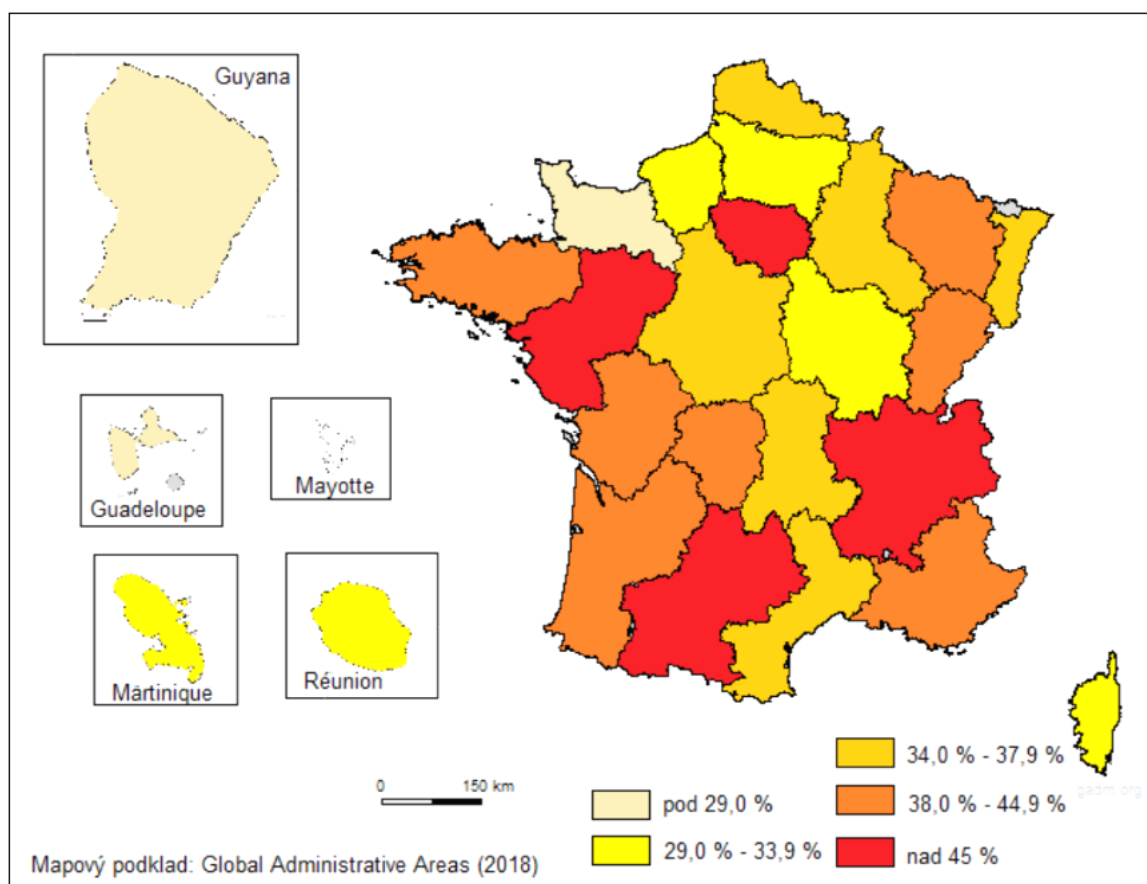 Guyana
Guadeloupe
Mayotte
Martinique
Réunion
0 150 km
pod 29,0 %
29,0 % - 33,9 %
34,0 % - 37,9 %
38,0 % - 44,9 %
nad 45 %
gadm.org
Mapový podklad: Global Administrative Areas (2018)